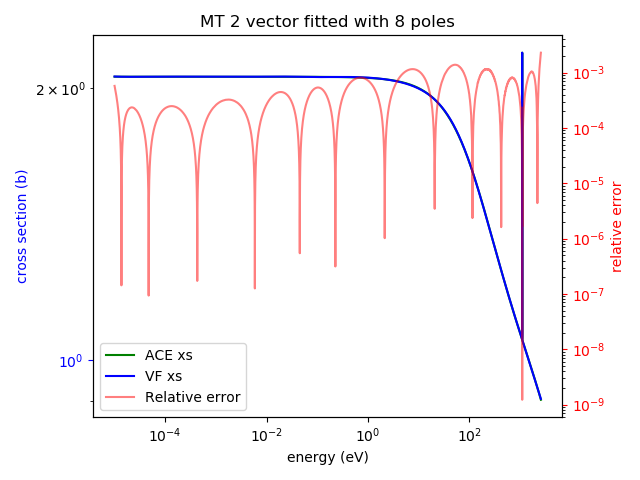 MT 2 vector fitted with 8 poles
cross section (b)
2 × 10⁰
10⁰
10⁻³
10⁻⁴
10⁻⁵
10⁻⁶
10⁻⁷
10⁻⁸
10⁻⁹
relative error
ACE xs
VF xs
Relative error
10⁻⁴ 10⁻² 10⁰ 10²
energy (eV)